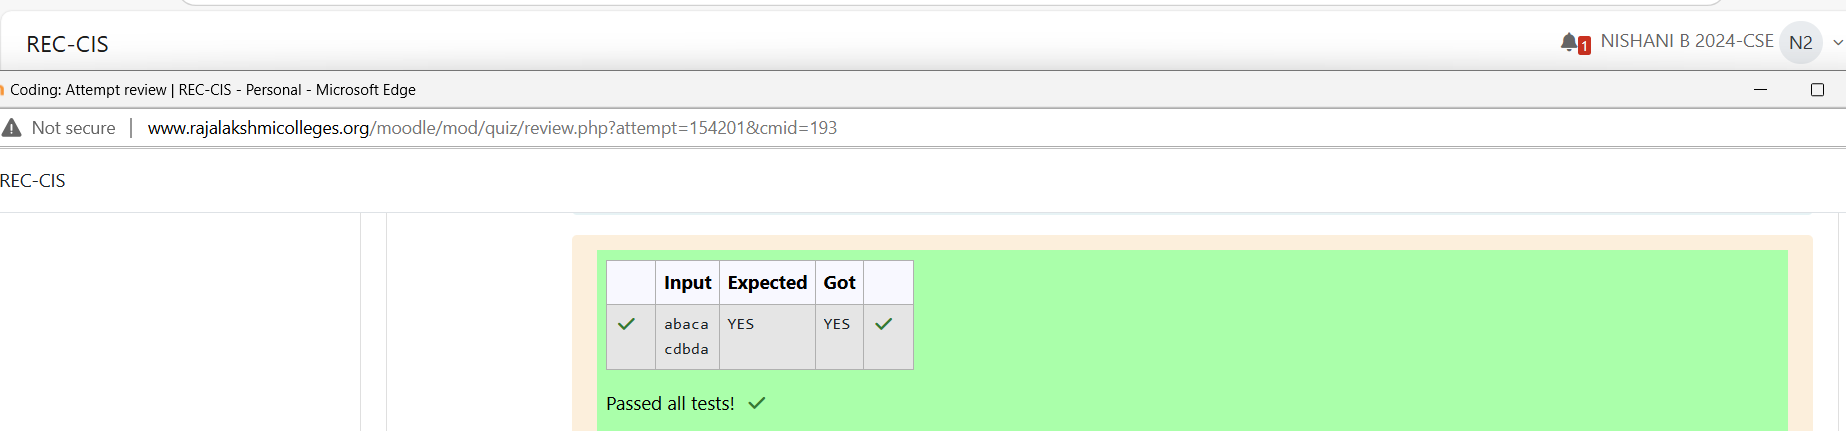 REC-CIS
1
NISHANI B 2024-CSE N2
Coding: Attempt review | REC-CIS - Personal - Microsoft Edge
Not secure | www.rajalakshmicolleges.org/moodle/mod/quiz/review.php?attempt=154201&cmid=193
REC-CIS
Input Expected Got
abaca YES YES
cdbda
Passed all tests!